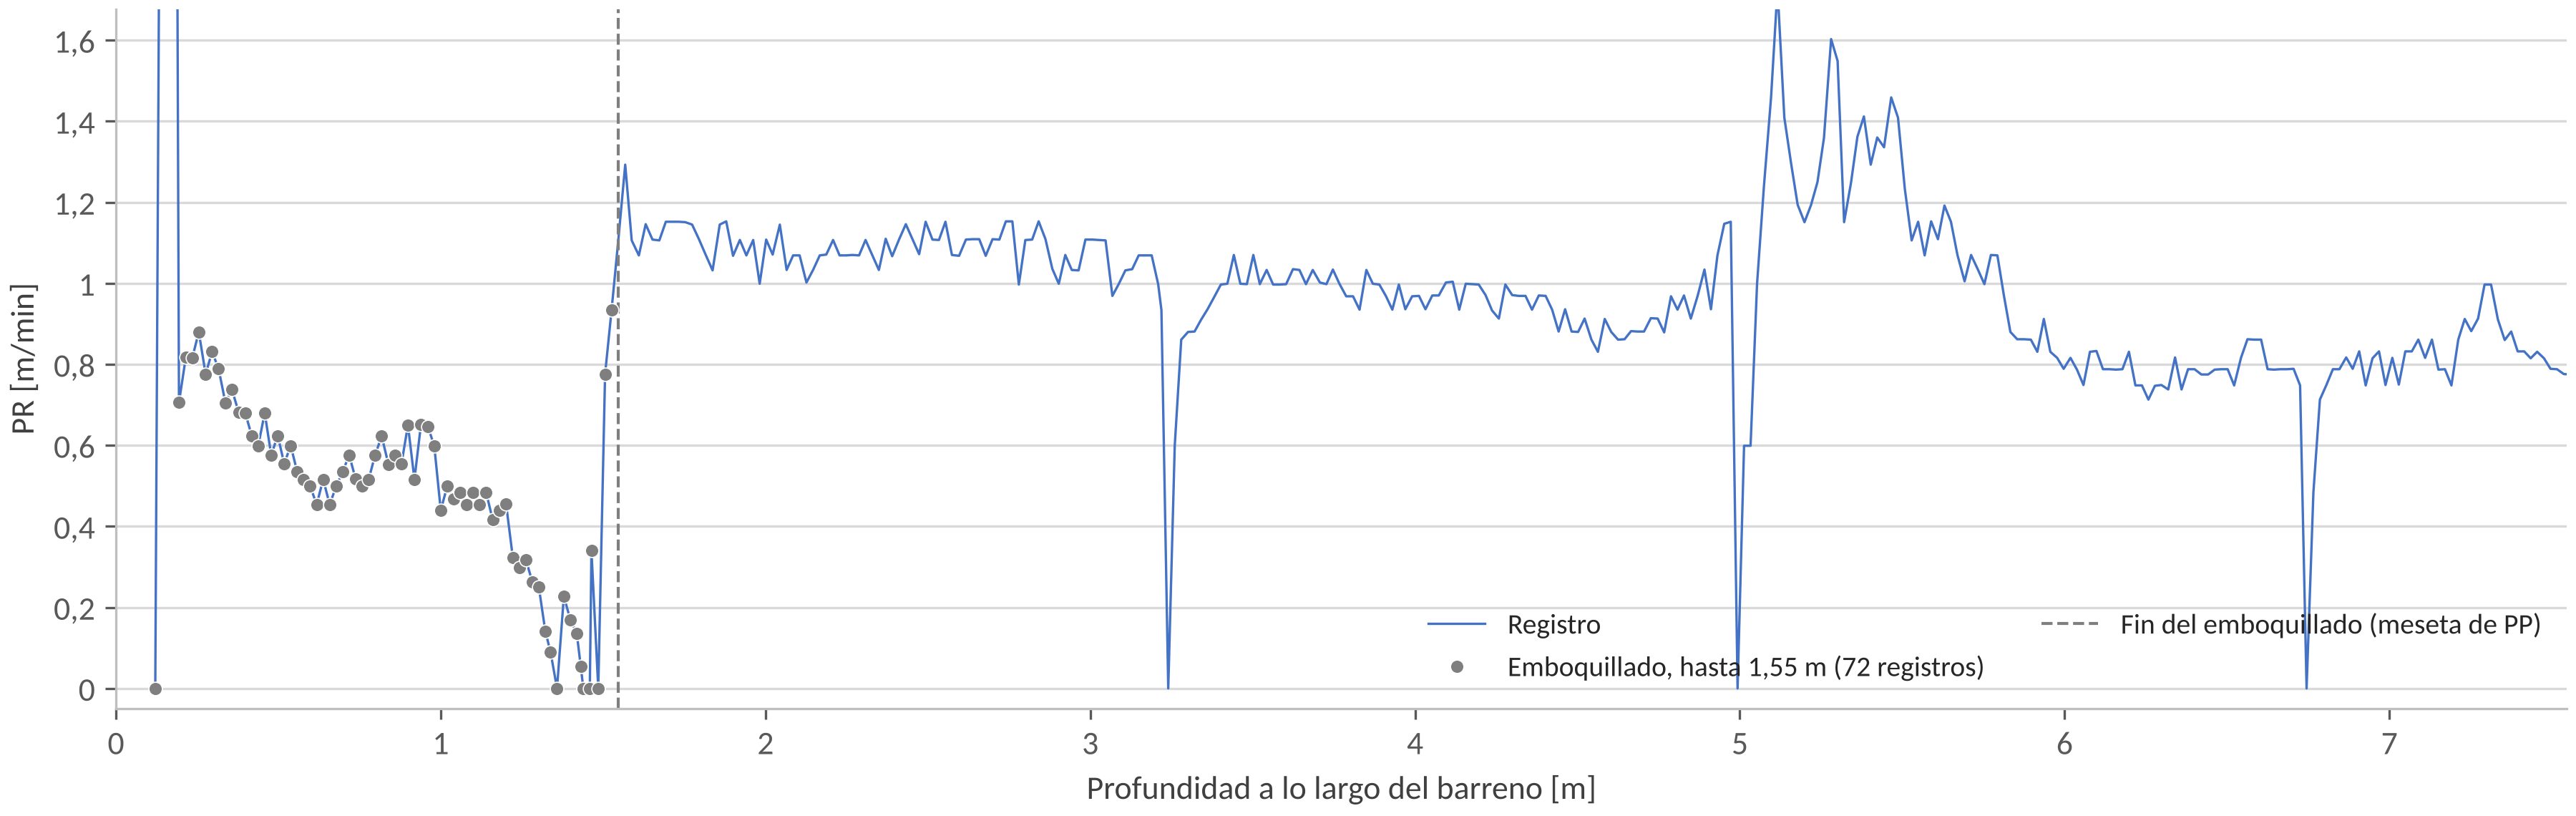 PR [m/min]
1,6
1,4
1,2
1
0,8
0,6
0,4
0,2
0
0 1 2 3 4 5 6 7
Profundidad a lo largo del barreno [m]
Registro
Emboquillado, hasta 1,55 m (72 registros)
Fin del emboquillado (meseta de PP)